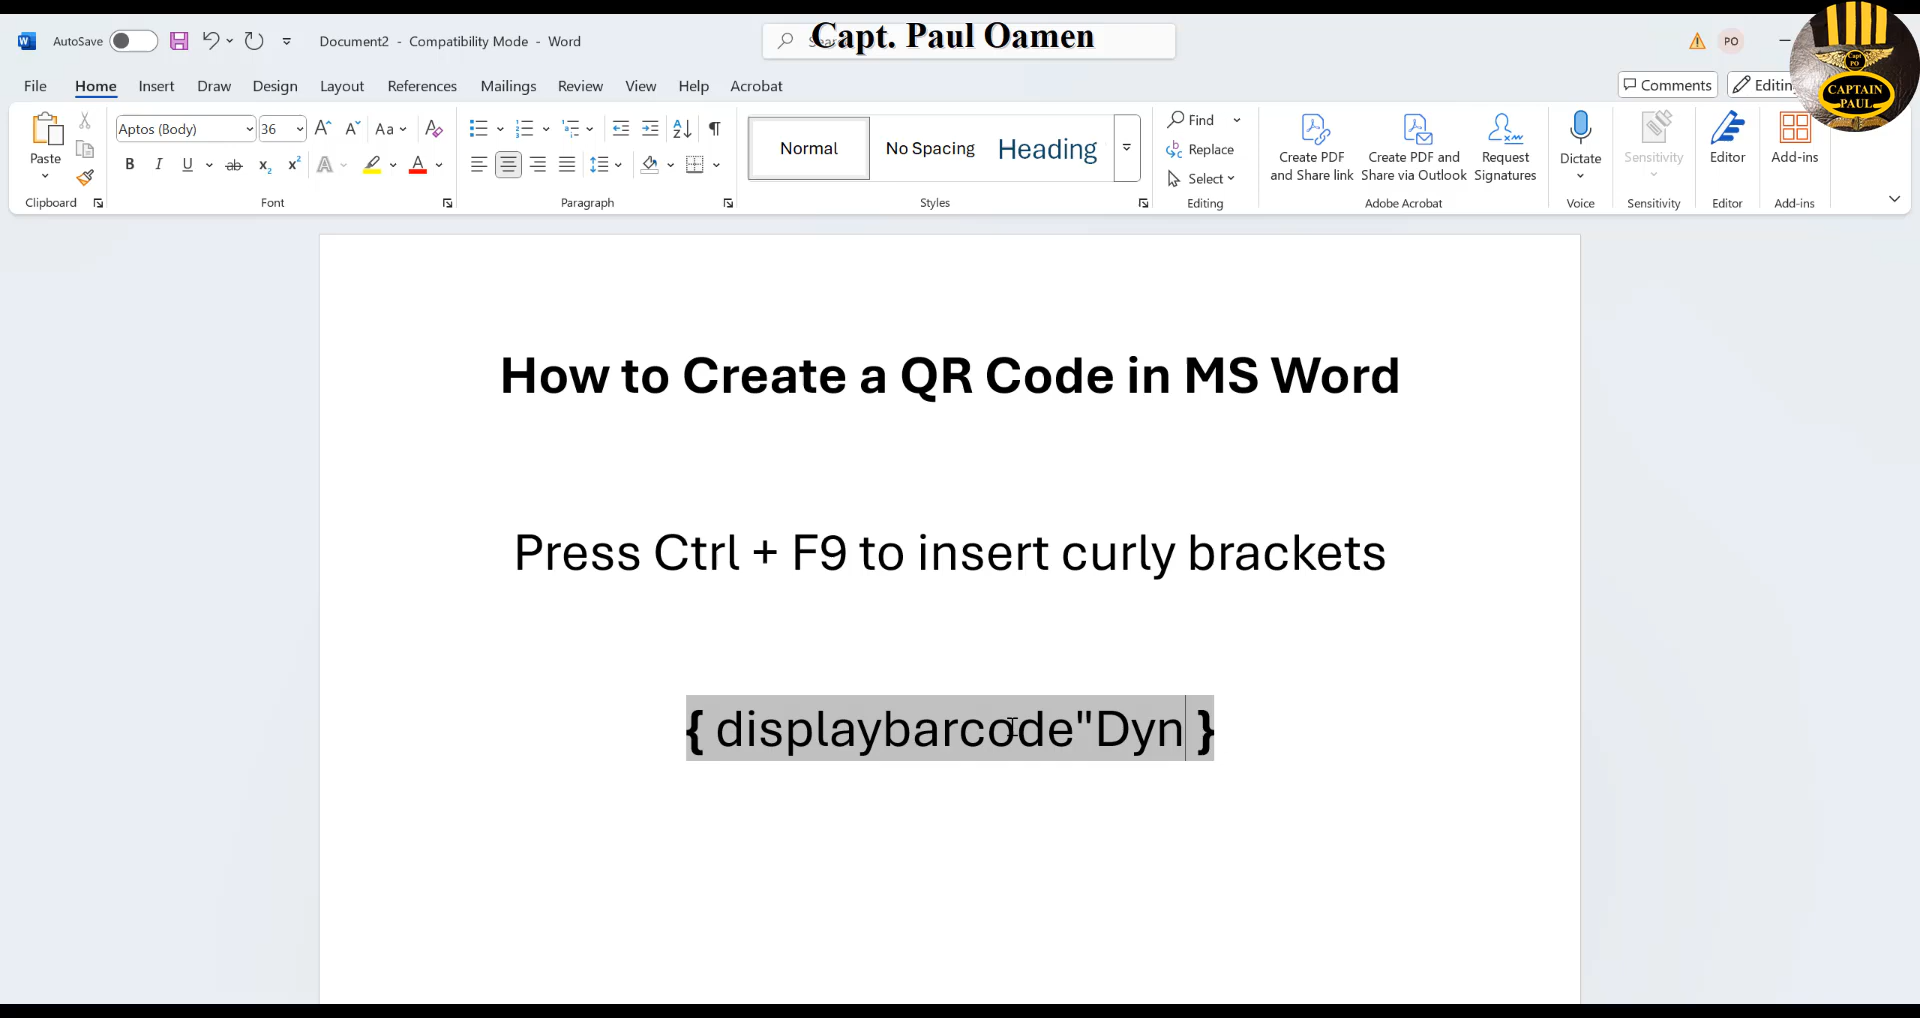 Capt. Paul Oamen
AutoSave
Document2 - Compatibility Mode - Word
PO
File Home Insert Draw Design Layout References Mailings Review View Help Acrobat
Comments
Editing
Capt
PO
CAPTAIN
PAUL
Paste
Aptos (Body) 36
Normal
No Spacing
Heading
Find
Replace
Select
Create PDF
and Share link
Create PDF and
Share via Outlook
Request
Signatures
Dictate
Sensitivity
Editor
Add-ins
Clipboard Font Paragraph Styles Editing Adobe Acrobat Voice Sensitivity Editor Add-ins
How to Create a QR Code in MS Word
Press Ctrl + F9 to insert curly brackets
{ displaybarcode"Dyn }